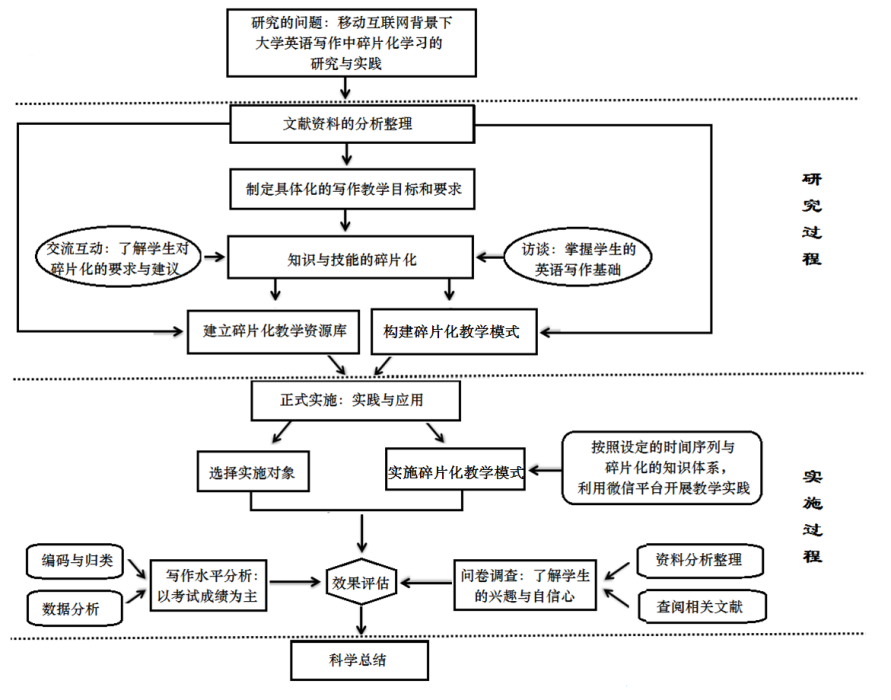 研究的问题：移动互联网背景下
大学英语写作中碎片化学习的
研究与实践
文献资料的分析整理
制定具体化的写作教学目标和要求
交流互动：了解学生对
碎片化的要求与建议
知识与技能的碎片化
访谈：掌握学生的
英语写作基础
建立碎片化教学资源库
构建碎片化教学模式
研究过程
正式实施：实践与应用
选择实施对象
实施碎片化教学模式
按照设定的时间序列与
碎片化的知识体系，
利用微信平台开展教学实践
实施过程
编码与归类
数据分析
写作水平分析：
以考试成绩为主
效果评估
问卷调查：了解学生
的兴趣与自信心
资料分析整理
查阅相关文献
科学总结